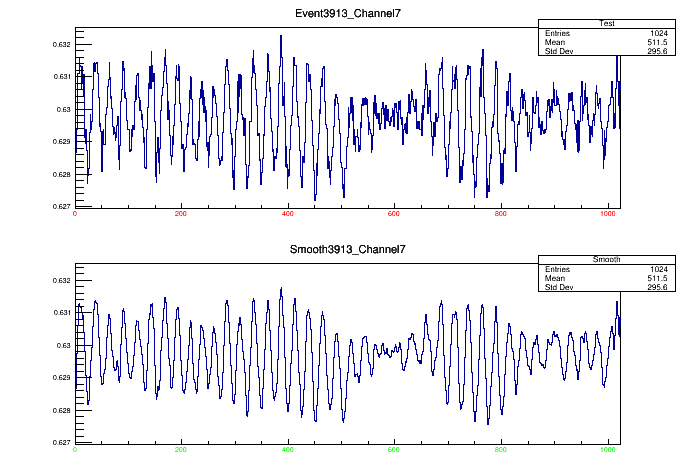 Event3913_Channel7
Test
Entries 1024
Mean 511.5
Std Dev 295.6
0.632
0.631
0.63
0.629
0.628
0.627
0 200 400 600 800 1000
Smooth3913_Channel7
Smooth
Entries 1024
Mean 511.5
Std Dev 295.6
0.632
0.631
0.63
0.629
0.628
0.627
0 200 400 600 800 1000